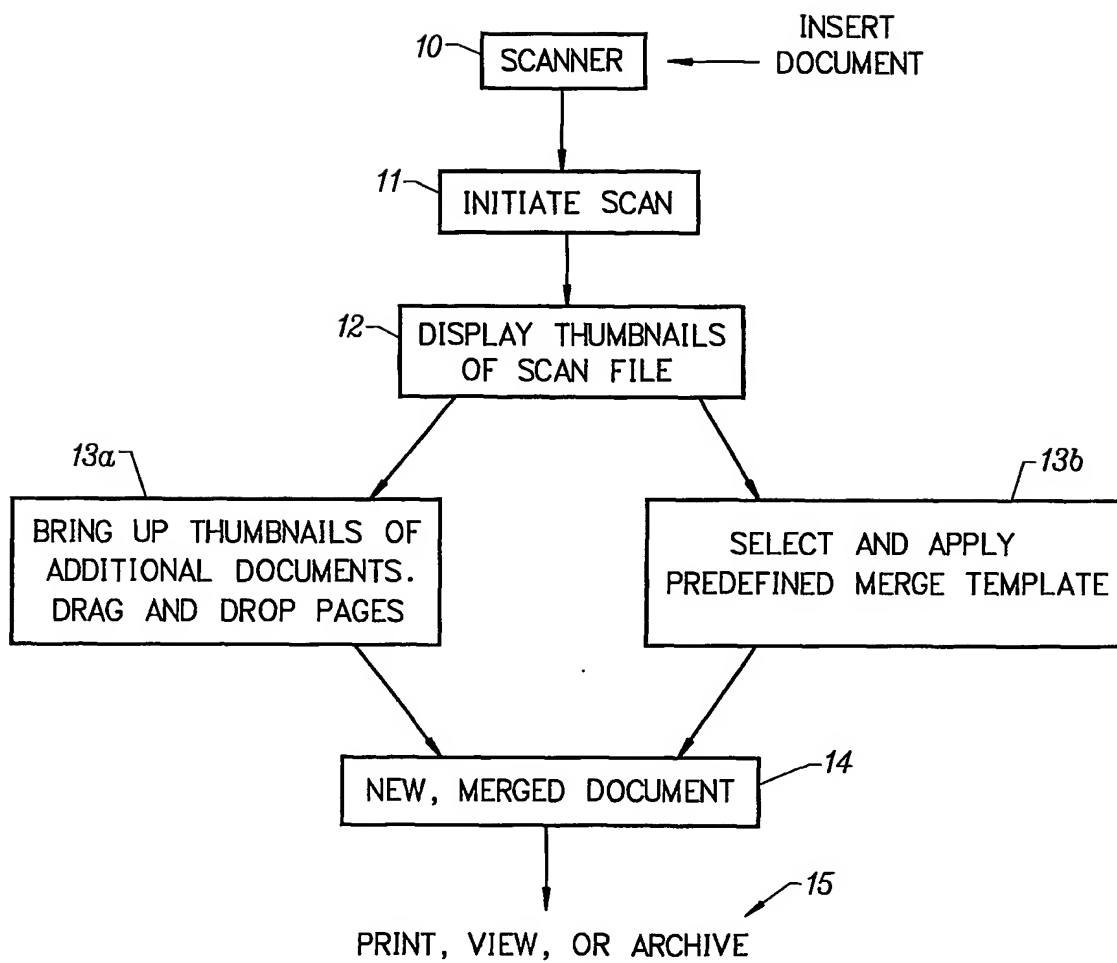 INSERT
DOCUMENT
10
SCANNER
11
INITIATE SCAN
12
DISPLAY THUMBNAILS
OF SCAN FILE
13a
BRING UP THUMBNAILS OF
ADDITIONAL DOCUMENTS.
DRAG AND DROP PAGES
13b
SELECT AND APPLY
PREDEFINED MERGE TEMPLATE
14
NEW, MERGED DOCUMENT
15
PRINT, VIEW, OR ARCHIVE